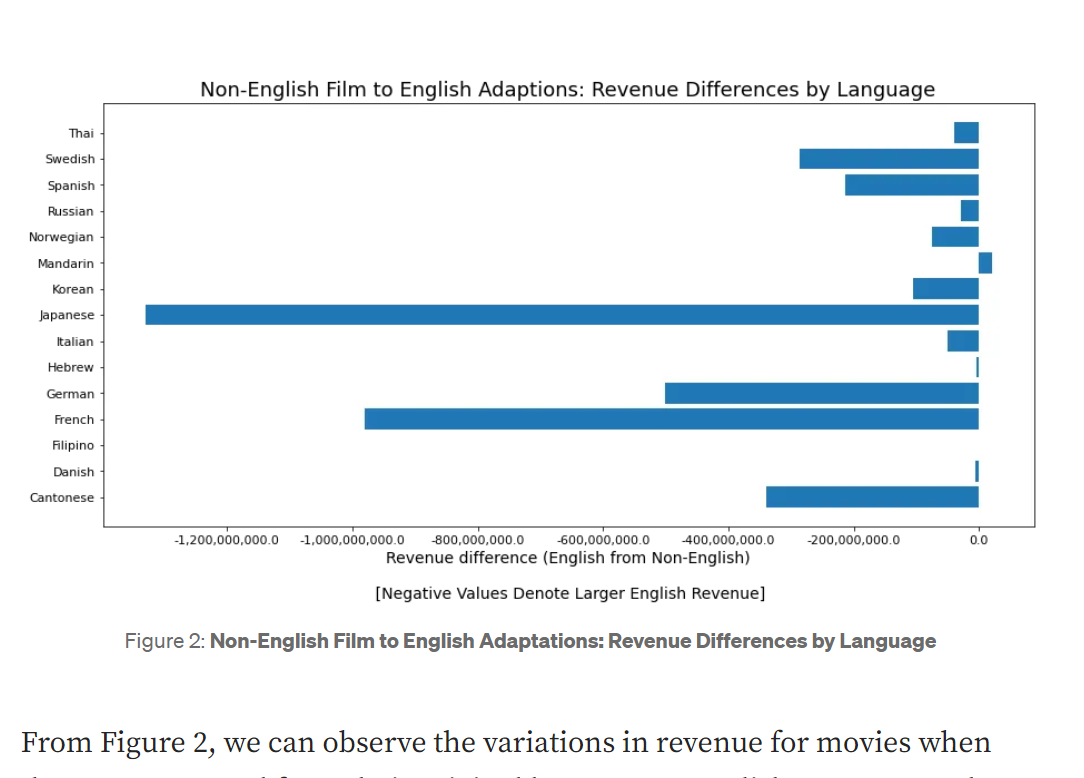 Non-English Film to English Adaptions: Revenue Differences by Language
Thai
Swedish
Spanish
Russian
Norwegian
Mandarin
Korean
Japanese
Italian
Hebrew
German
French
Filipino
Danish
Cantonese
-1,200,000,000.0 -1,000,000,000.0 -800,000,000.0 -600,000,000.0 -400,000,000.0 -200,000,000.0 0.0
Revenue difference (English from Non-English)
[Negative Values Denote Larger English Revenue]
Figure 2: Non-English Film to English Adaptations: Revenue Differences by Language
From Figure 2, we can observe the variations in revenue for movies when